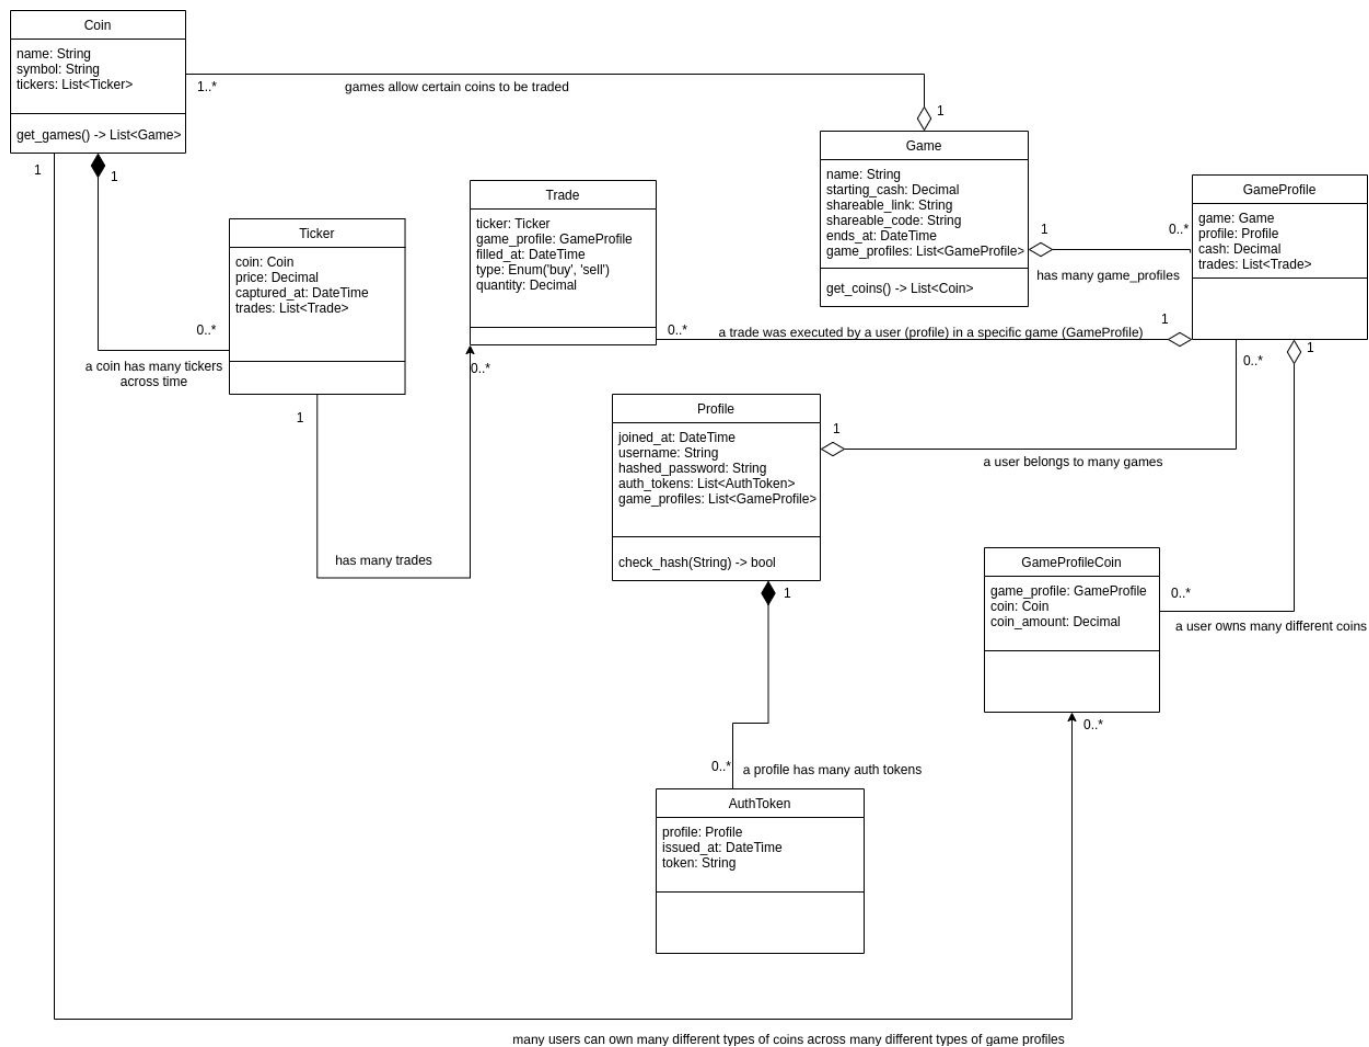 Coin
name: String
symbol: String
tickers: List<Ticker>
get_games() -> List<Game>
1..*
games allow certain coins to be traded
1
Game
name: String
starting_cash: Decimal
shareable_link: String
shareable_code: String
ends_at: DateTime
game_profiles: List<GameProfile>
get_coins() -> List<Coin>
1
0..*
has many game_profiles
GameProfile
game: Game
profile: Profile
cash: Decimal
trades: List<Trade>
1
1
Ticker
coin: Coin
price: Decimal
captured_at: DateTime
trades: List<Trade>
0..*
a coin has many tickers
across time
Trade
ticker: Ticker
game_profile: GameProfile
filled_at: DateTime
type: Enum('buy', 'sell')
quantity: Decimal
0..*
a trade was executed by a user (profile) in a specific game (GameProfile)
1
0..*
1
0..*
1
has many trades
Profile
joined_at: DateTime
username: String
hashed_password: String
auth_tokens: List<AuthToken>
game_profiles: List<GameProfile>
check_hash(String) -> bool
1
a user belongs to many games
1
GameProfileCoin
game_profile: GameProfile
coin: Coin
coin_amount: Decimal
0..*
a user owns many different coins
0..*
0..*
a profile has many auth tokens
AuthToken
profile: Profile
issued_at: DateTime
token: String
many users can own many different types of coins across many different types of game profiles